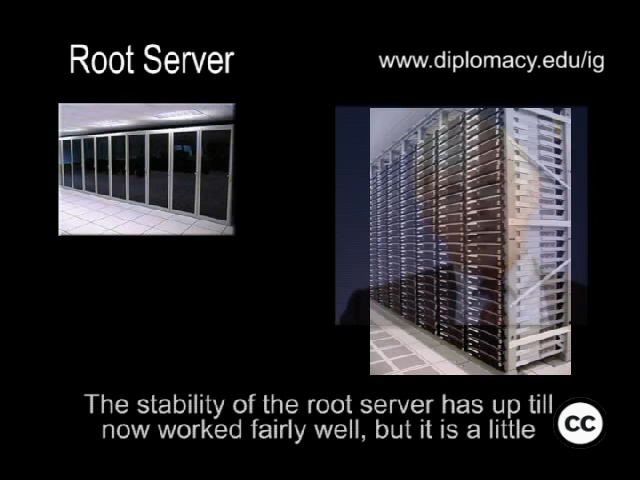 Root Server
www.diplomacy.edu/ig
The stability of the root server has up till
now worked fairly well, but it is a little
cc